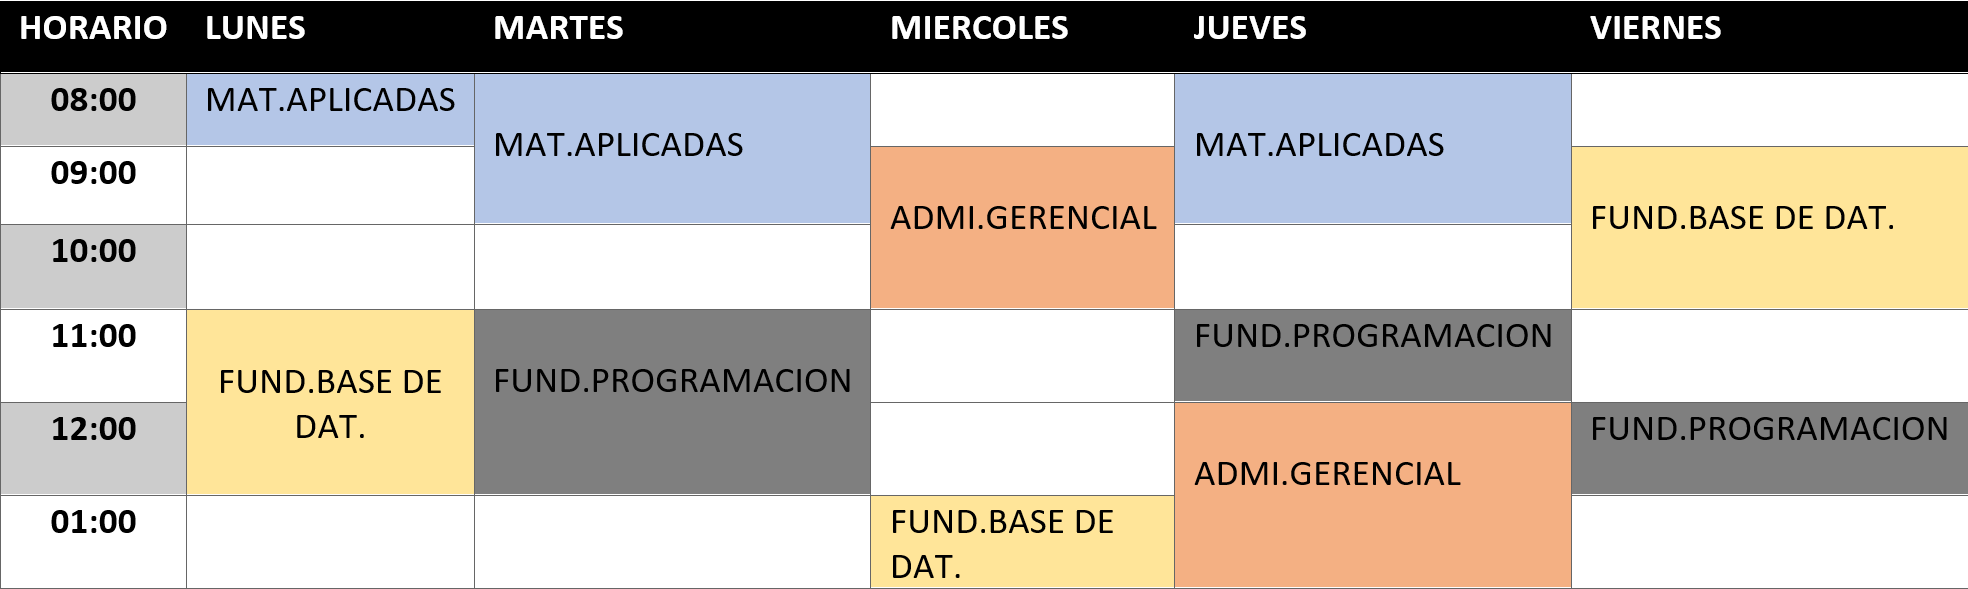 HORARIO LUNES MARTES MIERCOLES JUEVES VIERNES
08:00 MAT.APLICADAS
MAT.APLICADAS MAT.APLICADAS
09:00
ADMI.GERENCIAL FUND.BASE DE DAT.
10:00
11:00 FUND.PROGRAMACION
FUND.BASE DE FUND.PROGRAMACION
DAT.
12:00 FUND.PROGRAMACION
ADMI.GERENCIAL
01:00 FUND.BASE DE
DAT.